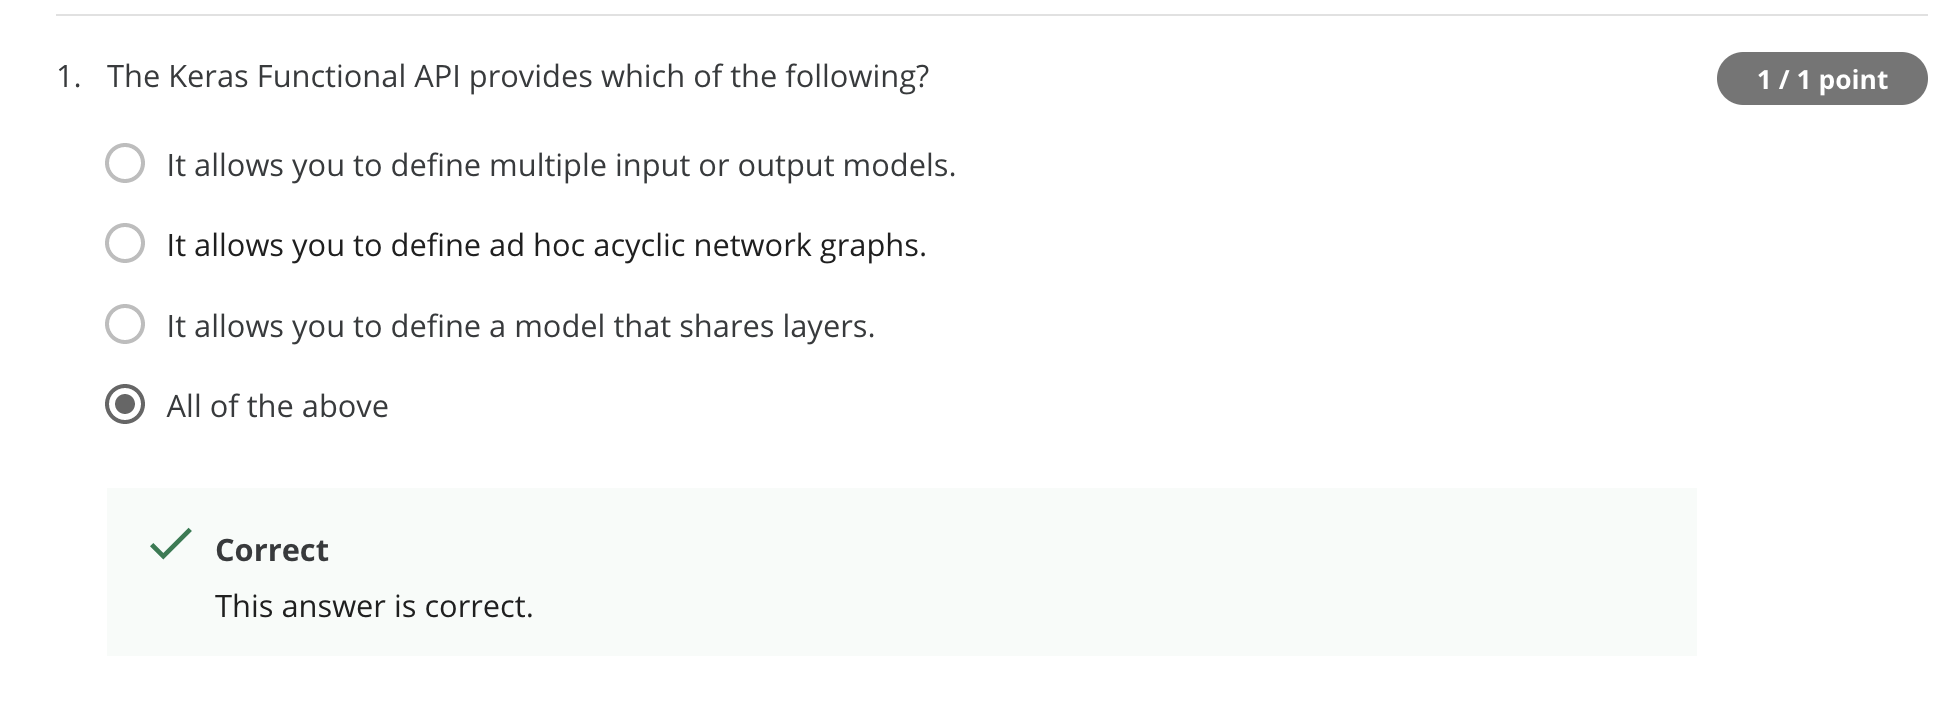 1. The Keras Functional API provides which of the following?
1 / 1 point
It allows you to define multiple input or output models.
It allows you to define ad hoc acyclic network graphs.
It allows you to define a model that shares layers.
All of the above
Correct
This answer is correct.